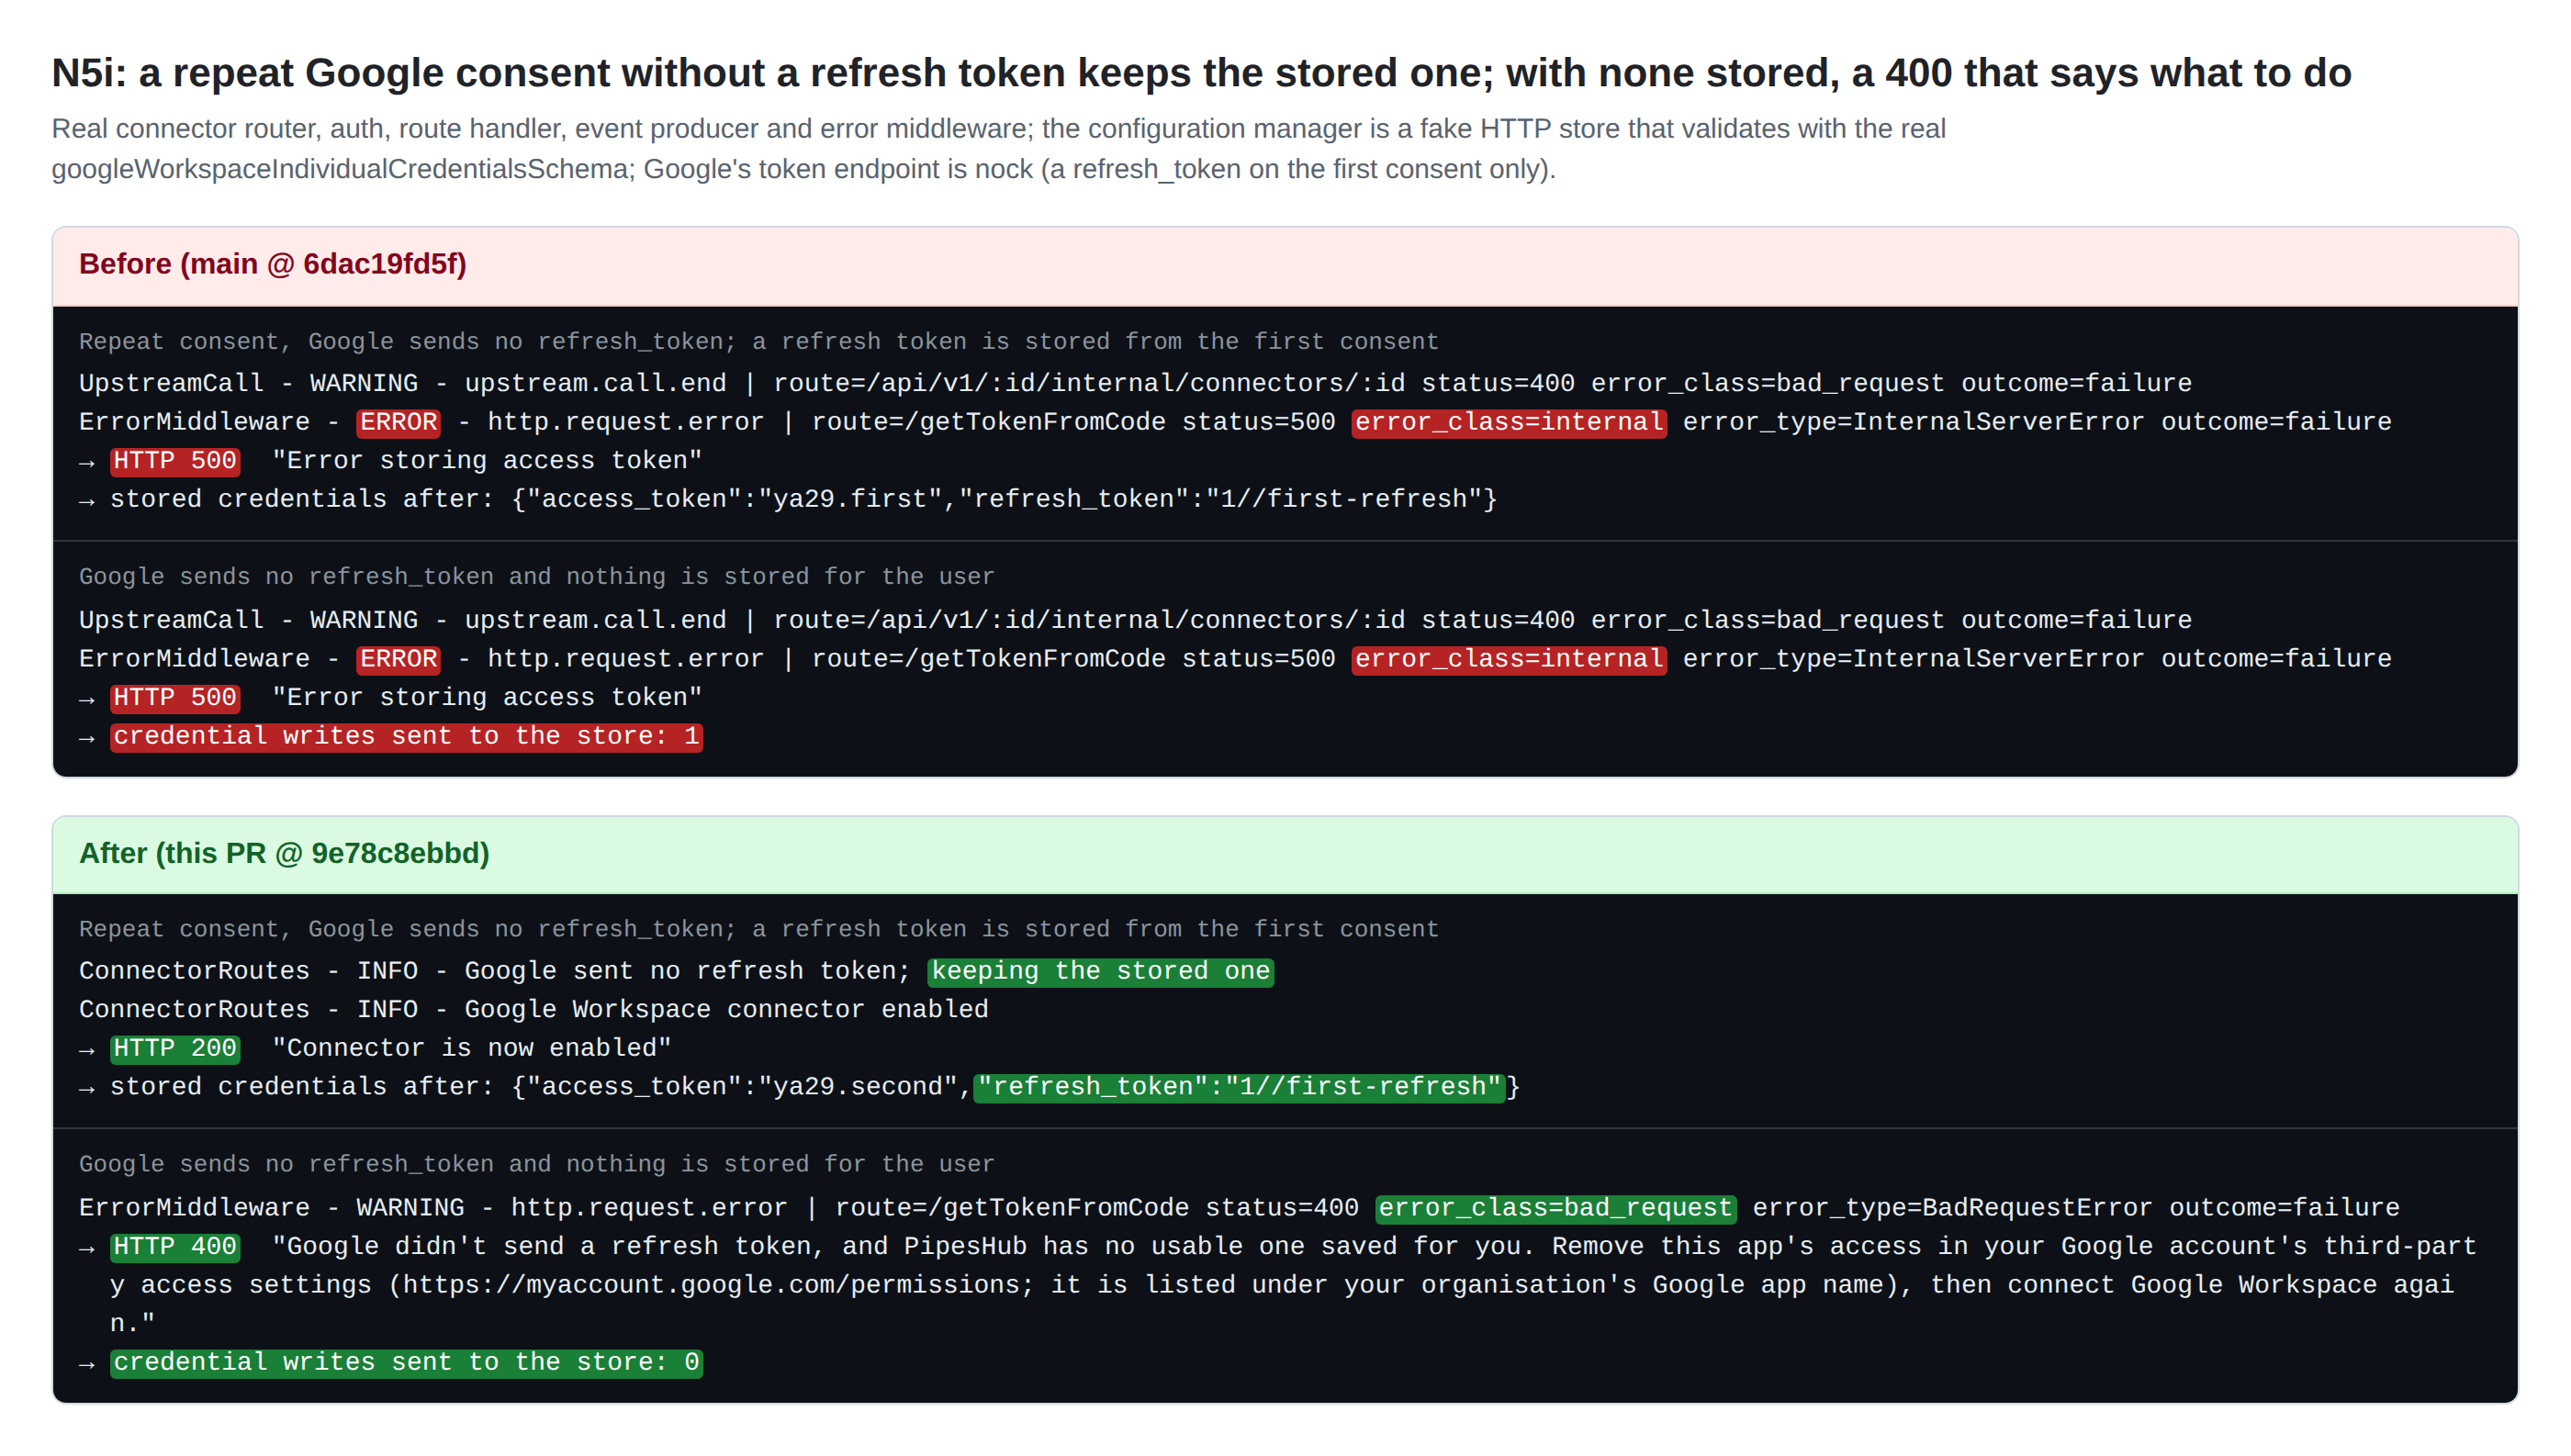 N5i: a repeat Google consent without a refresh token keeps the stored one; with none stored, a 400 that says what to do
Real connector router, auth, route handler, event producer and error middleware; the configuration manager is a fake HTTP store that validates with the real
googleWorkspaceIndividualCredentialsSchema; Google's token endpoint is nock (a refresh_token on the first consent only).
Before (main @ 6dac19fd5f)
Repeat consent, Google sends no refresh_token; a refresh token is stored from the first consent
UpstreamCall - WARNING - upstream.call.end | route=/api/v1/:id/internal/connectors/:id status=400 error_class=bad_request outcome=failure
ErrorMiddleware - ERROR - http.request.error | route=/getTokenFromCode status=500 error_class=internal error_type=InternalServerError outcome=failure
→ HTTP 500  "Error storing access token"
→ stored credentials after: {"access_token":"ya29.first","refresh_token":"1//first-refresh"}
Google sends no refresh_token and nothing is stored for the user
UpstreamCall - WARNING - upstream.call.end | route=/api/v1/:id/internal/connectors/:id status=400 error_class=bad_request outcome=failure
ErrorMiddleware - ERROR - http.request.error | route=/getTokenFromCode status=500 error_class=internal error_type=InternalServerError outcome=failure
→ HTTP 500  "Error storing access token"
→ credential writes sent to the store: 1
After (this PR @ 9e78c8ebbd)
Repeat consent, Google sends no refresh_token; a refresh token is stored from the first consent
ConnectorRoutes - INFO - Google sent no refresh token; keeping the stored one
ConnectorRoutes - INFO - Google Workspace connector enabled
→ HTTP 200  "Connector is now enabled"
→ stored credentials after: {"access_token":"ya29.second","refresh_token":"1//first-refresh"}
Google sends no refresh_token and nothing is stored for the user
ErrorMiddleware - WARNING - http.request.error | route=/getTokenFromCode status=400 error_class=bad_request error_type=BadRequestError outcome=failure
→ HTTP 400  "Google didn't send a refresh token, and PipesHub has no usable one saved for you. Remove this app's access in your Google account's third-part
y access settings (https://myaccount.google.com/permissions; it is listed under your organisation's Google app name), then connect Google Workspace agai
n."
→ credential writes sent to the store: 0